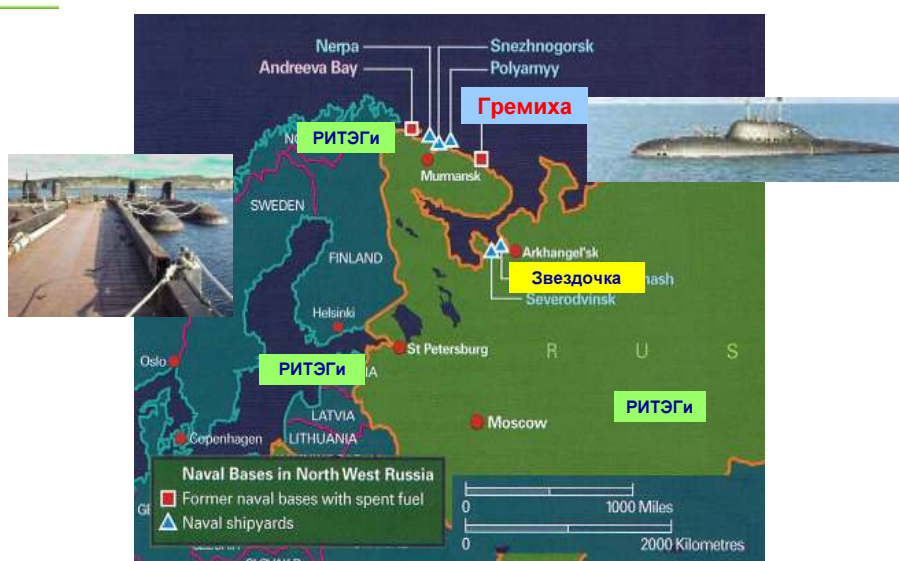 Nerpa
Snezhnogorsk
Andreeva Bay
Polyarnyy
Гремиха
РИТЭГи
Murmansk
SWEDEN
FINLAND
Arkhangel'sk
Звездочка
Severodvinsk
Helsinki
St Petersburg
R U S
Oslo
РИТЭГи
РИТЭГи
LATVIA
Moscow
Copenhagen
LITHUANIA
Naval Bases in North West Russia
Former naval bases with spent fuel
Naval shipyards
0 1000 Miles
0 2000 Kilometres